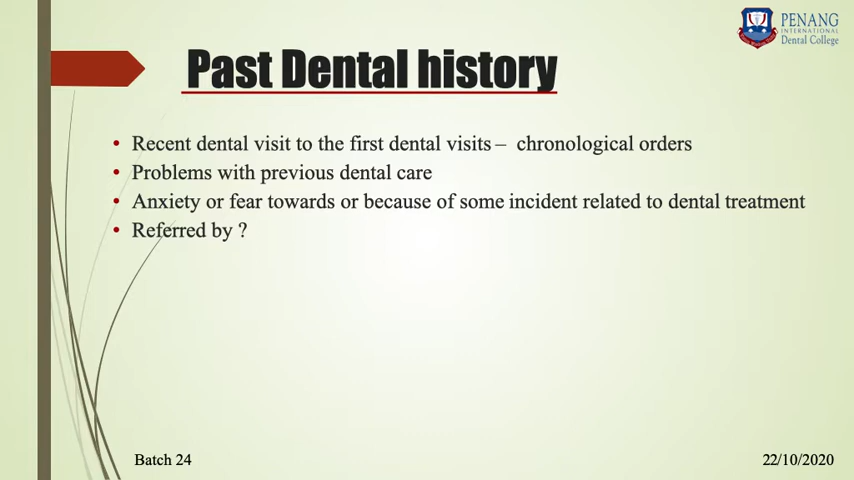 PENANG
INTERNATIONAL
Dental College
Past Dental history
• Recent dental visit to the first dental visits – chronological orders
• Problems with previous dental care
• Anxiety or fear towards or because of some incident related to dental treatment
• Referred by ?
Batch 24
22/10/2020